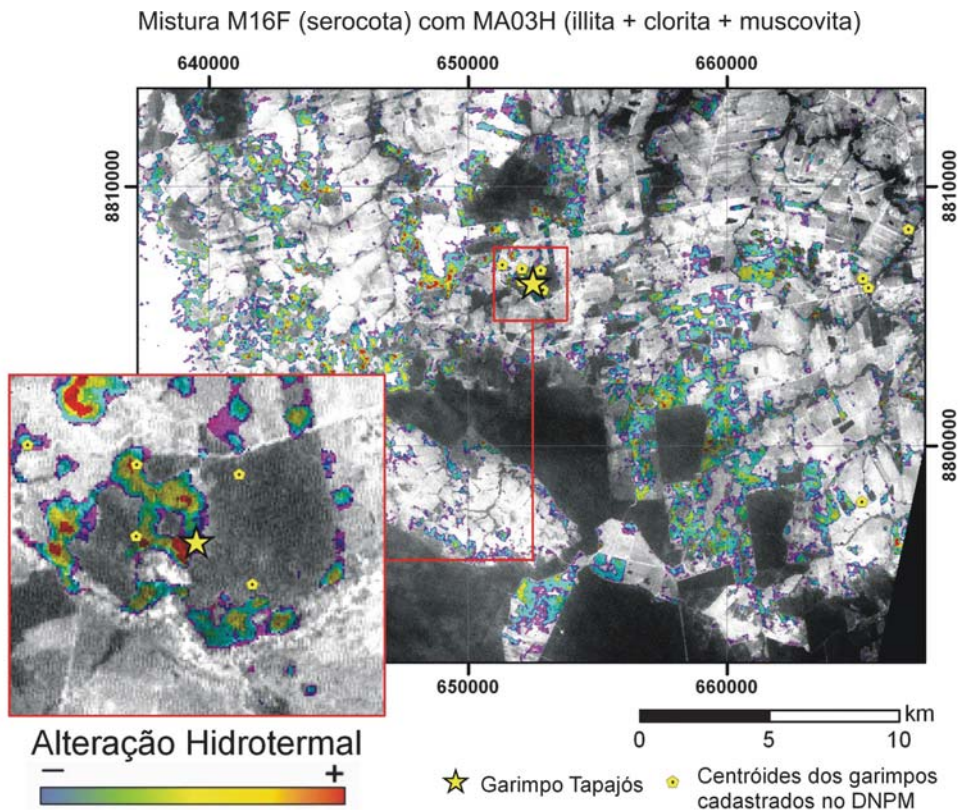 Mistura M16F (serocota) com MA03H (illita + clorita + muscovita)
640000 650000 660000
8810000 8810000
8800000
650000 660000
km
0 5 10
Alteração Hidrotermal
– +
Garimpo Tapajós
Centróides dos garimpos
cadastrados no DNPM